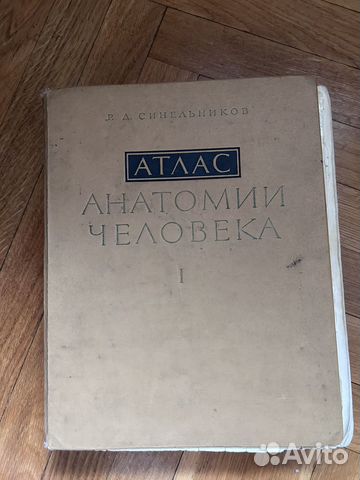 Р. Д. СИНЕЛЬНИКОВ
АТЛАС
АНАТОМИИ
ЧЕЛОВЕКА
I
Avito